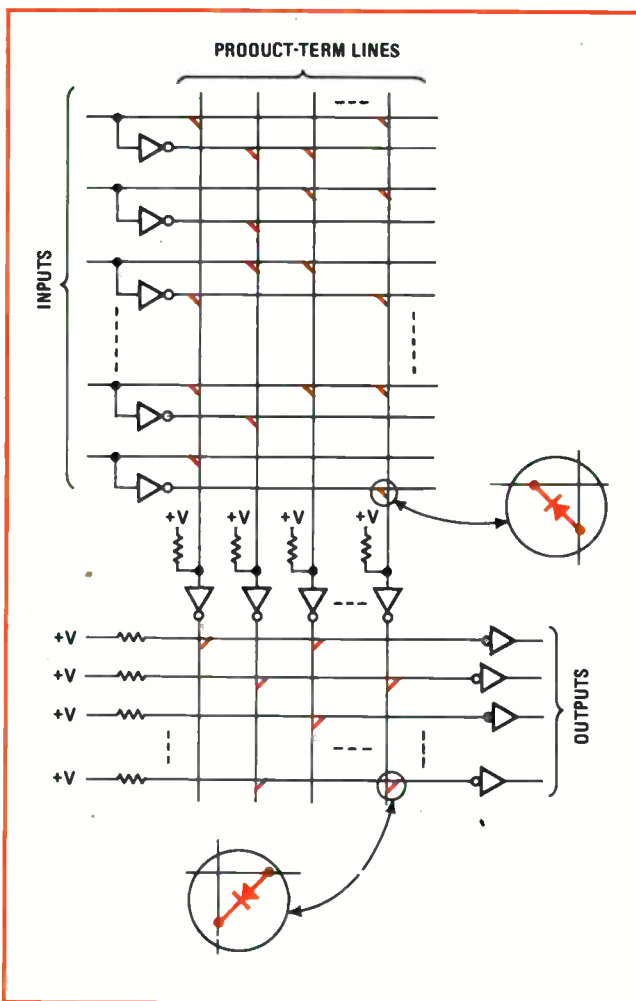 PRODUCT-TERM LINES
INPUTS
+V +V +V +V
+V
+V
+V
+V
OUTPUTS